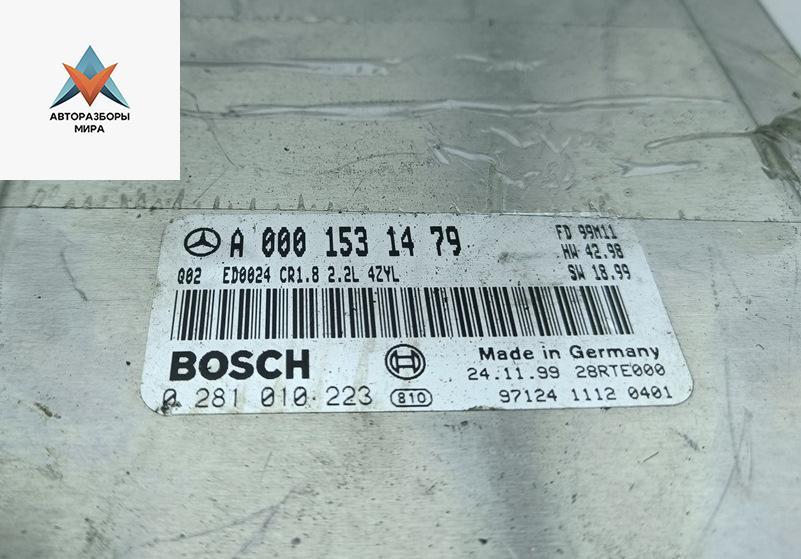 АВТОРАЗБОРЫ
МИРА
A 000 153 14 79
FD 99M11
HW 42.98
Q02 ED0024 CR1.8 2.2L 4ZYL
SW 18.99
BOSCH
Made in Germany
24.11.99 28RTE000
0 281 010 223 810
97124 1112 0401